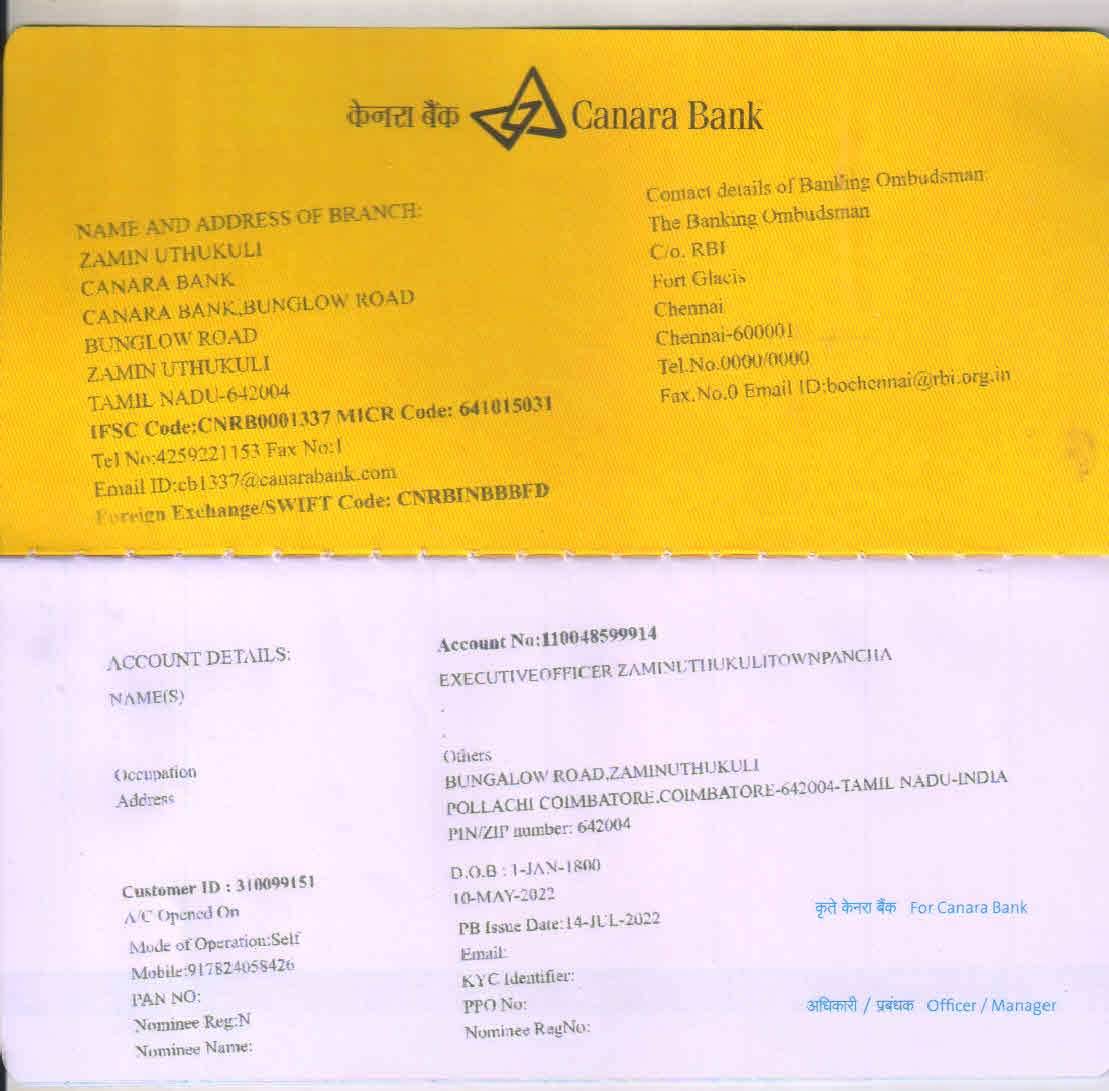 केनरा बैंक Canara Bank
NAME AND ADDRESS OF BRANCH:
ZAMIN UTHUKULI
CANARA BANK
CANARA BANK,BUNGLOW ROAD
BUNGLOW ROAD
ZAMIN UTHUKULI
TAMIL NADU-642004
IFSC Code:CNRB0001337 MICR Code: 641015031
Tel No:4259221153 Fax No:1
Email ID:cb1337@canarabank.com
Foreign Exchange/SWIFT Code: CNRBINBBBFD
Contact details of Banking Ombudsman:
The Banking Ombudsman
C/o. RBI
Fort Glacis
Chennai
Chennai-600001
Tel.No.0000/0000
Fax.No.0 Email ID:bochennai@rbi.org.in
ACCOUNT DETAILS:
Account No:110048599914
NAME(S)
EXECUTIVEOFFICER ZAMINUTHUKULITOWNPANCHA
.
.
Occupation
Others
Address
BUNGALOW ROAD,ZAMINUTHUKULI
POLLACHI COIMBATORE,COIMBATORE-642004-TAMIL NADU-INDIA
PIN/ZIP number: 642004
Customer ID : 310099151
D.O.B : 1-JAN-1800
A/C Opened On
10-MAY-2022
Mode of Operation:Self
PB Issue Date:14-JUL-2022
Mobile:917824058426
Email:
PAN NO:
KYC Identifier:
Nominee Reg:N
PPO No:
Nominee Name:
Nominee RegNo:
कृते केनरा बैंक For Canara Bank
अधिकारी / प्रबंधक Officer / Manager